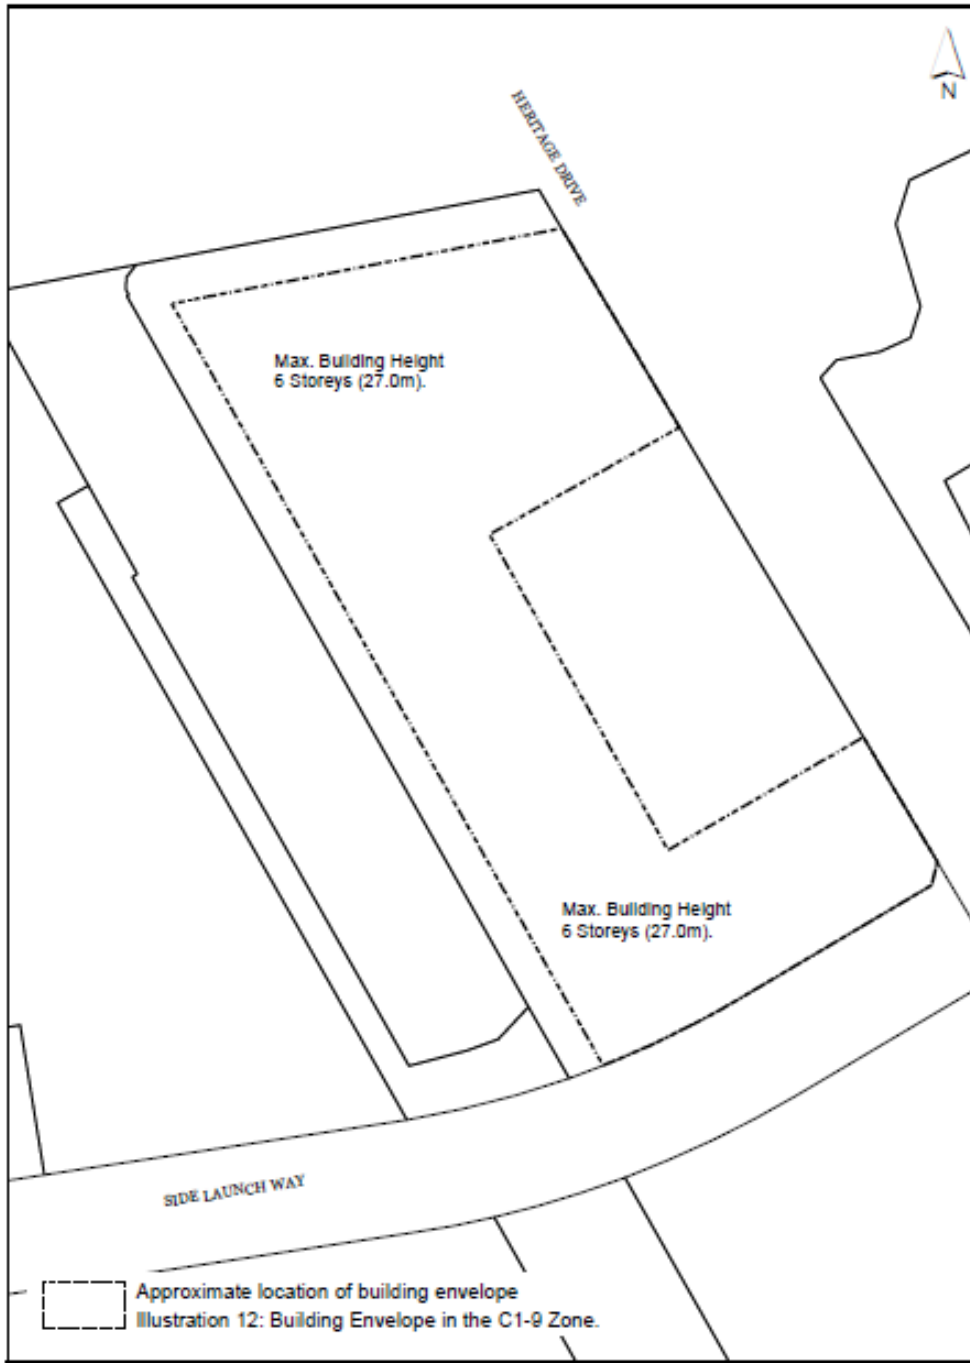 N
HERITAGE DRIVE
Max. Building Height
6 Storeys (27.0m).
Max. Building Height
6 Storeys (27.0m).
SIDE LAUNCH WAY
Approximate location of building envelope
Illustration 12: Building Envelope in the C1-9 Zone.